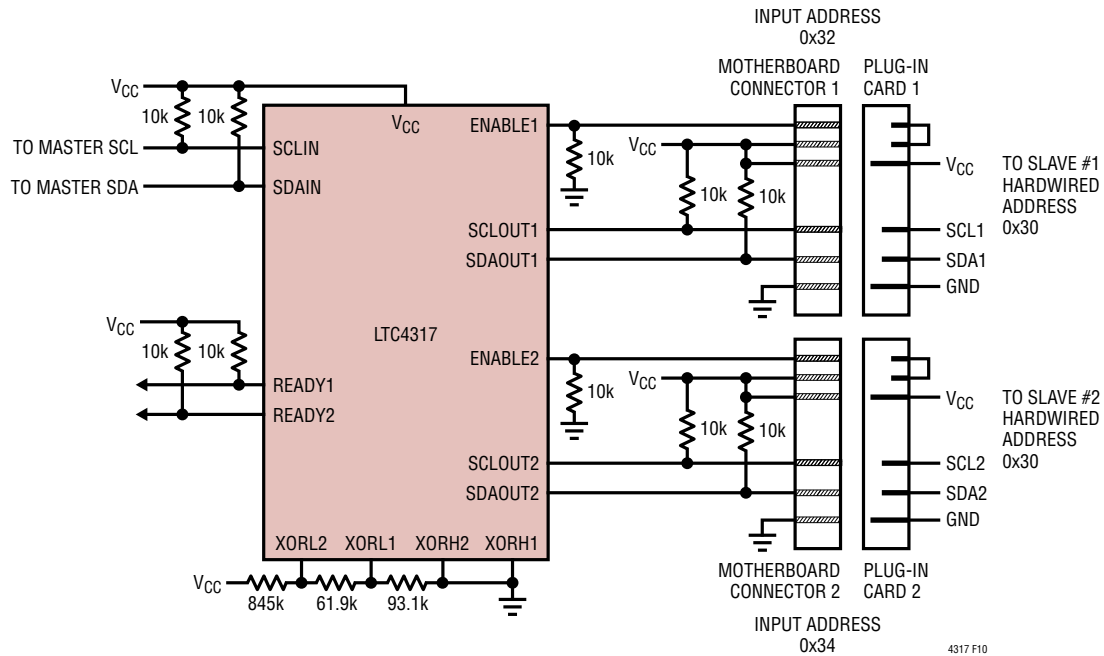 INPUT ADDRESS
0x32
MOTHERBOARD
CONNECTOR 1
PLUG-IN
CARD 1
VCC
10k
10k
VCC
ENABLE1
TO MASTER SCL
SCLIN
10k
VCC
VCC
TO SLAVE #1
HARDWIRED
ADDRESS
0x30
TO MASTER SDA
SDAIN
10k
10k
SCLOUT1
SCL1
SDAOUT1
SDA1
GND
VCC
LTC4317
10k
10k
ENABLE2
READY1
10k
VCC
VCC
TO SLAVE #2
HARDWIRED
ADDRESS
0x30
READY2
10k
10k
SCLOUT2
SCL2
SDAOUT2
SDA2
GND
XORL2
XORL1
XORH2
XORH1
VCC
845k
61.9k
93.1k
MOTHERBOARD
CONNECTOR 2
PLUG-IN
CARD 2
INPUT ADDRESS
0x34
4317 F10